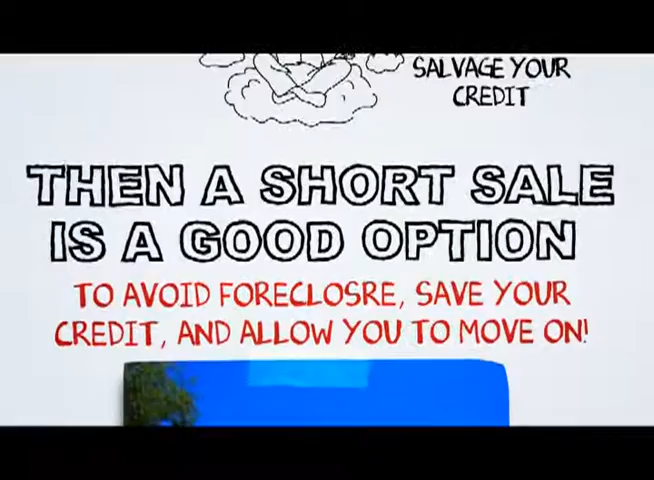 SALVAGE YOUR
CREDIT
THEN A SHORT SALE
IS A GOOD OPTION
TO AVOID FORECLOSRE, SAVE YOUR
CREDIT, AND ALLOW YOU TO MOVE ON!